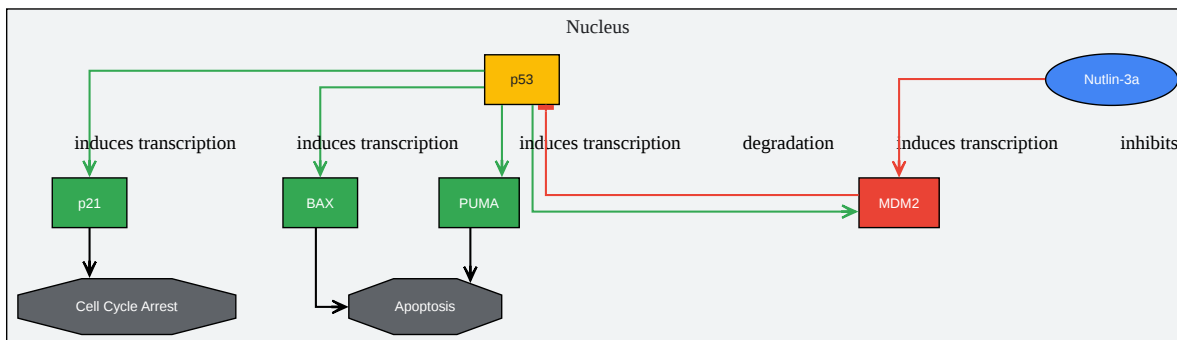 Nucleus
p53
Nutlin-3a
induces transcription
induces transcription
induces transcription
degradation
induces transcription
inhibits
p21
BAX
PUMA
MDM2
Cell Cycle Arrest
Apoptosis